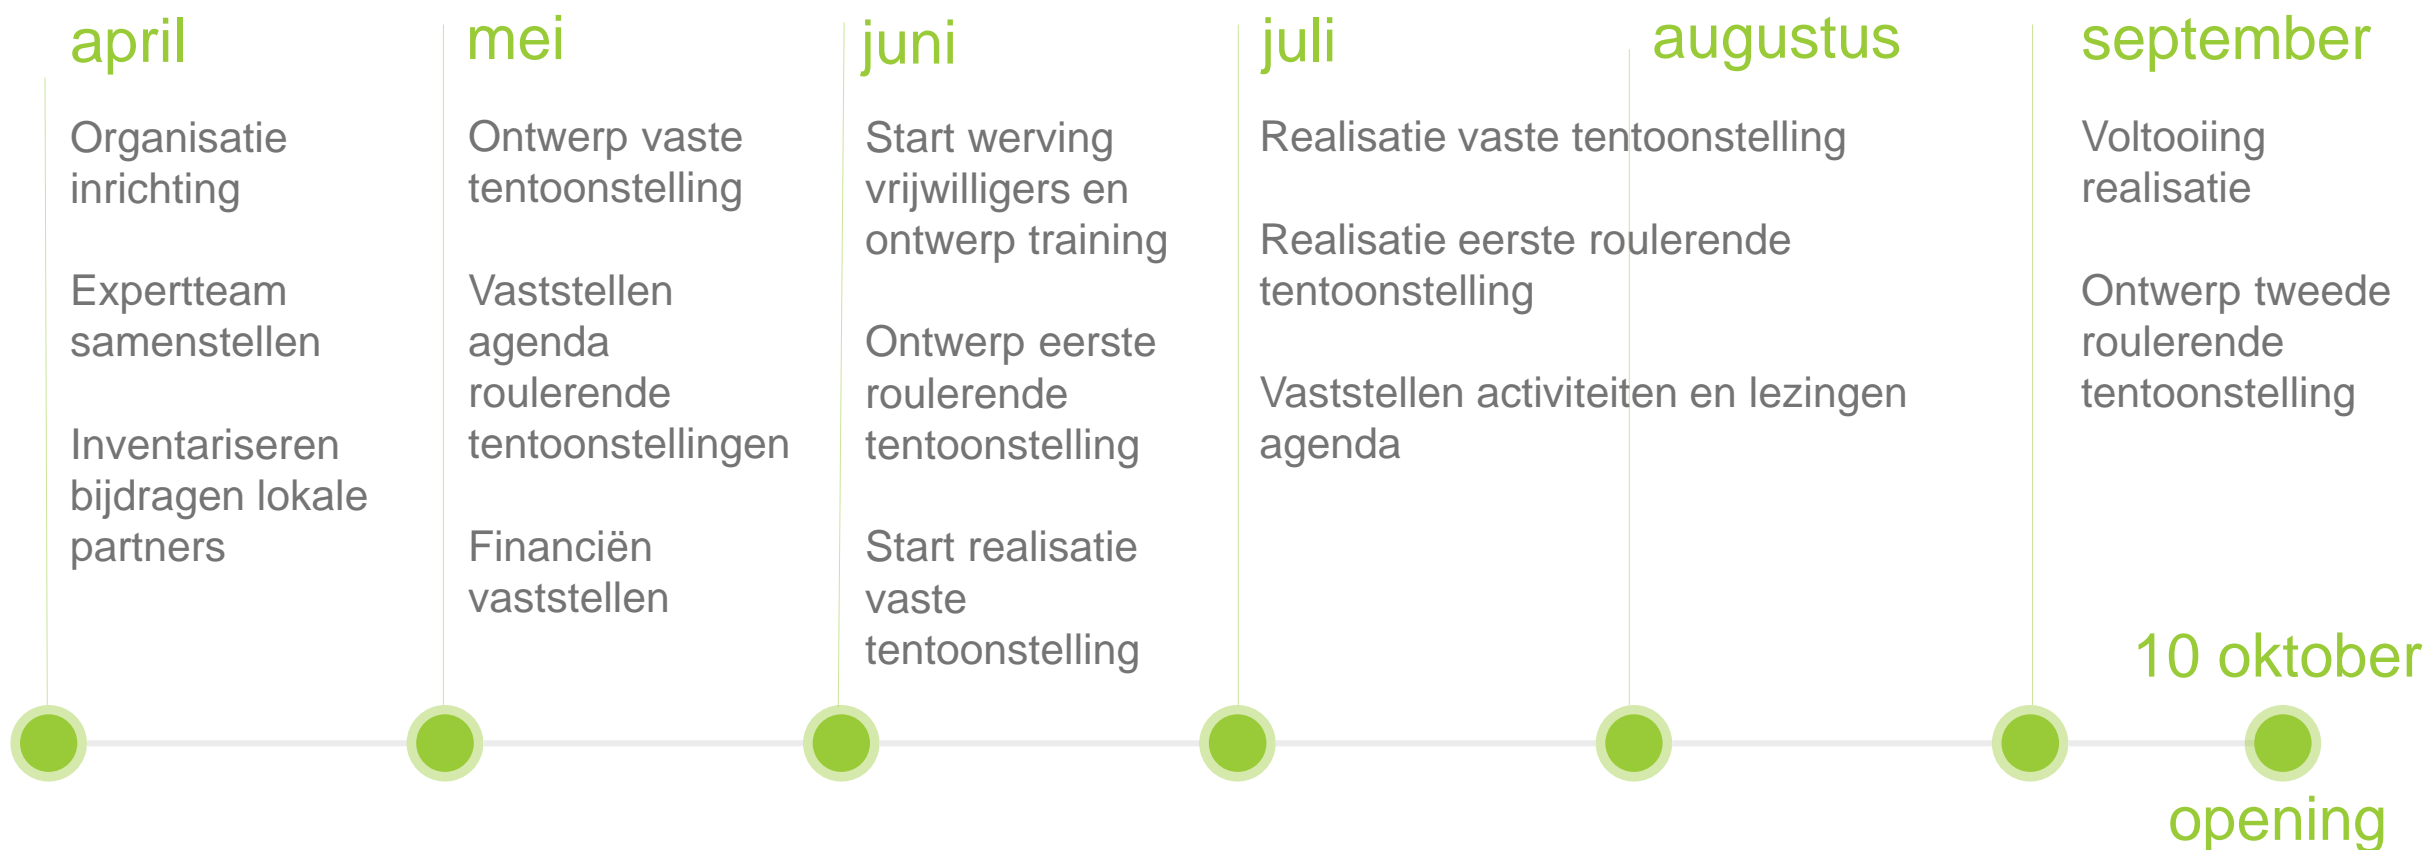 april
Organisatie
inrichting
Expertteam
samenstellen
Inventariseren
bijdragen lokale
partners
mei
Ontwerp vaste
tentoonstelling
Vaststellen
agenda
roulerende
tentoonstellingen
Financiën
vaststellen
juni
Start werving
vrijwilligers en
ontwerp training
Ontwerp eerste
roulerende
tentoonstelling
Start realisatie
vaste
tentoonstelling
juli
augustus
Realisatie vaste tentoonstelling
Realisatie eerste roulerende
tentoonstelling
Vaststellen activiteiten en lezingen
agenda
september
Voltooiing
realisatie
Ontwerp tweede
roulerende
tentoonstelling
10 oktober
opening